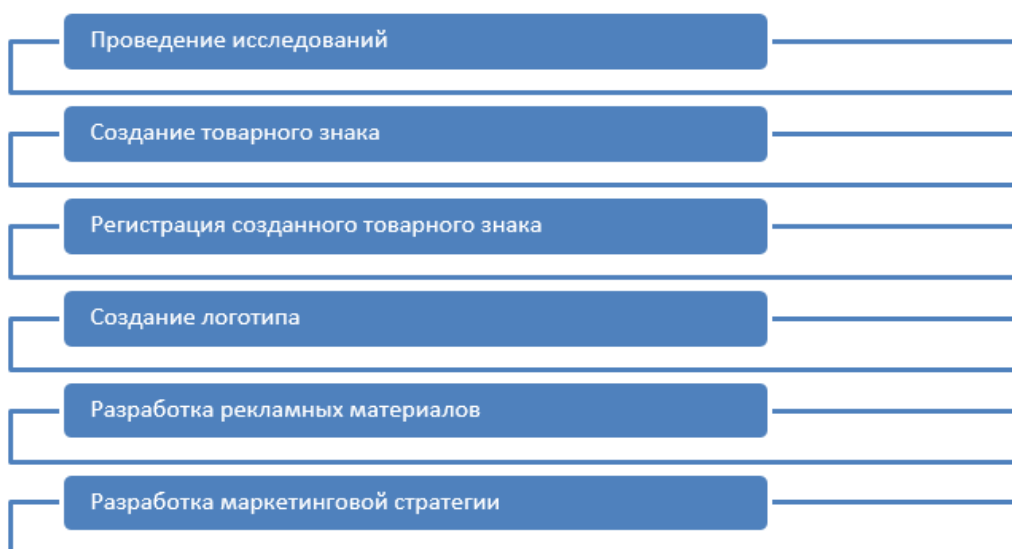 Проведение исследований
Создание товарного знака
Регистрация созданного товарного знака
Создание логотипа
Разработка рекламных материалов
Разработка маркетинговой стратегии